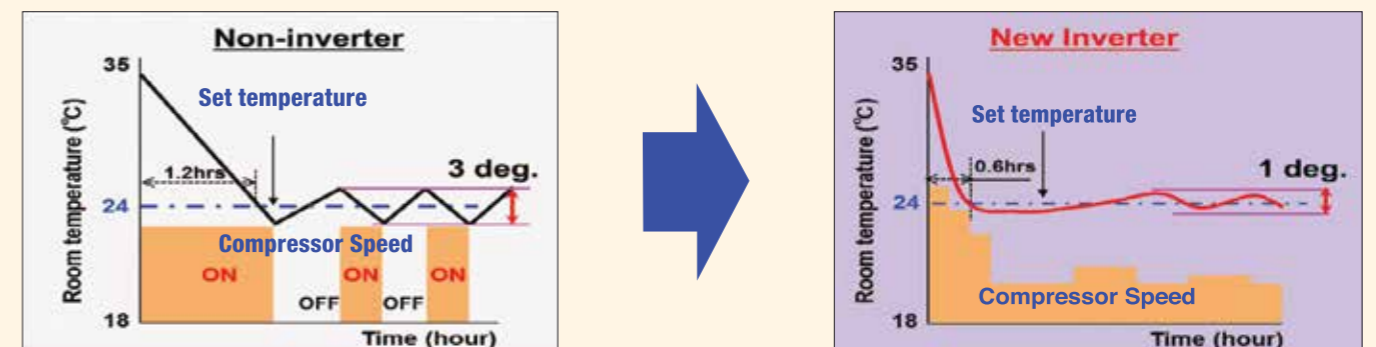 Non-inverter
35
Set temperature
1.2hrs
3 deg.
24
Compressor Speed
ON
ON
ON
OFF
OFF
18
Room temperature (°C)
Time (hour)
New Inverter
35
Set temperature
0.6hrs
1 deg.
24
Compressor Speed
18
Room temperature (°C)
Time (hour)